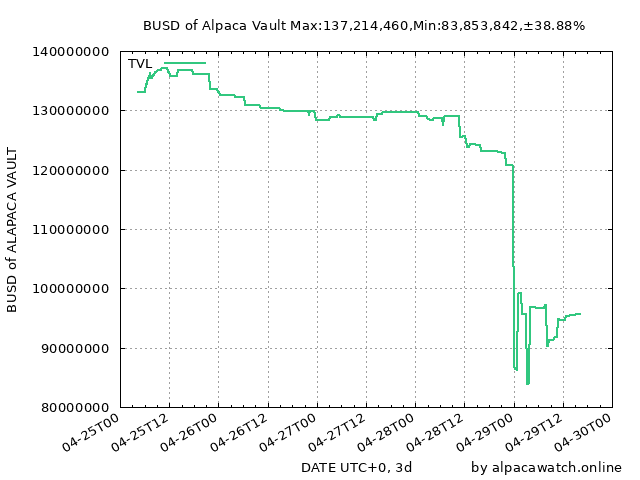 BUSD of Alpaca Vault Max:137,214,460,Min:83,853,842,±38.88%
TVL
BUSD of ALAPACA VAULT
140000000
130000000
120000000
110000000
100000000
90000000
80000000
04-25T00
04-25T12
04-26T00
04-26T12
04-27T00
04-27T12
04-28T00
04-28T12
04-29T00
04-29T12
04-30T00
DATE UTC+0, 3d
by alpacawatch.online